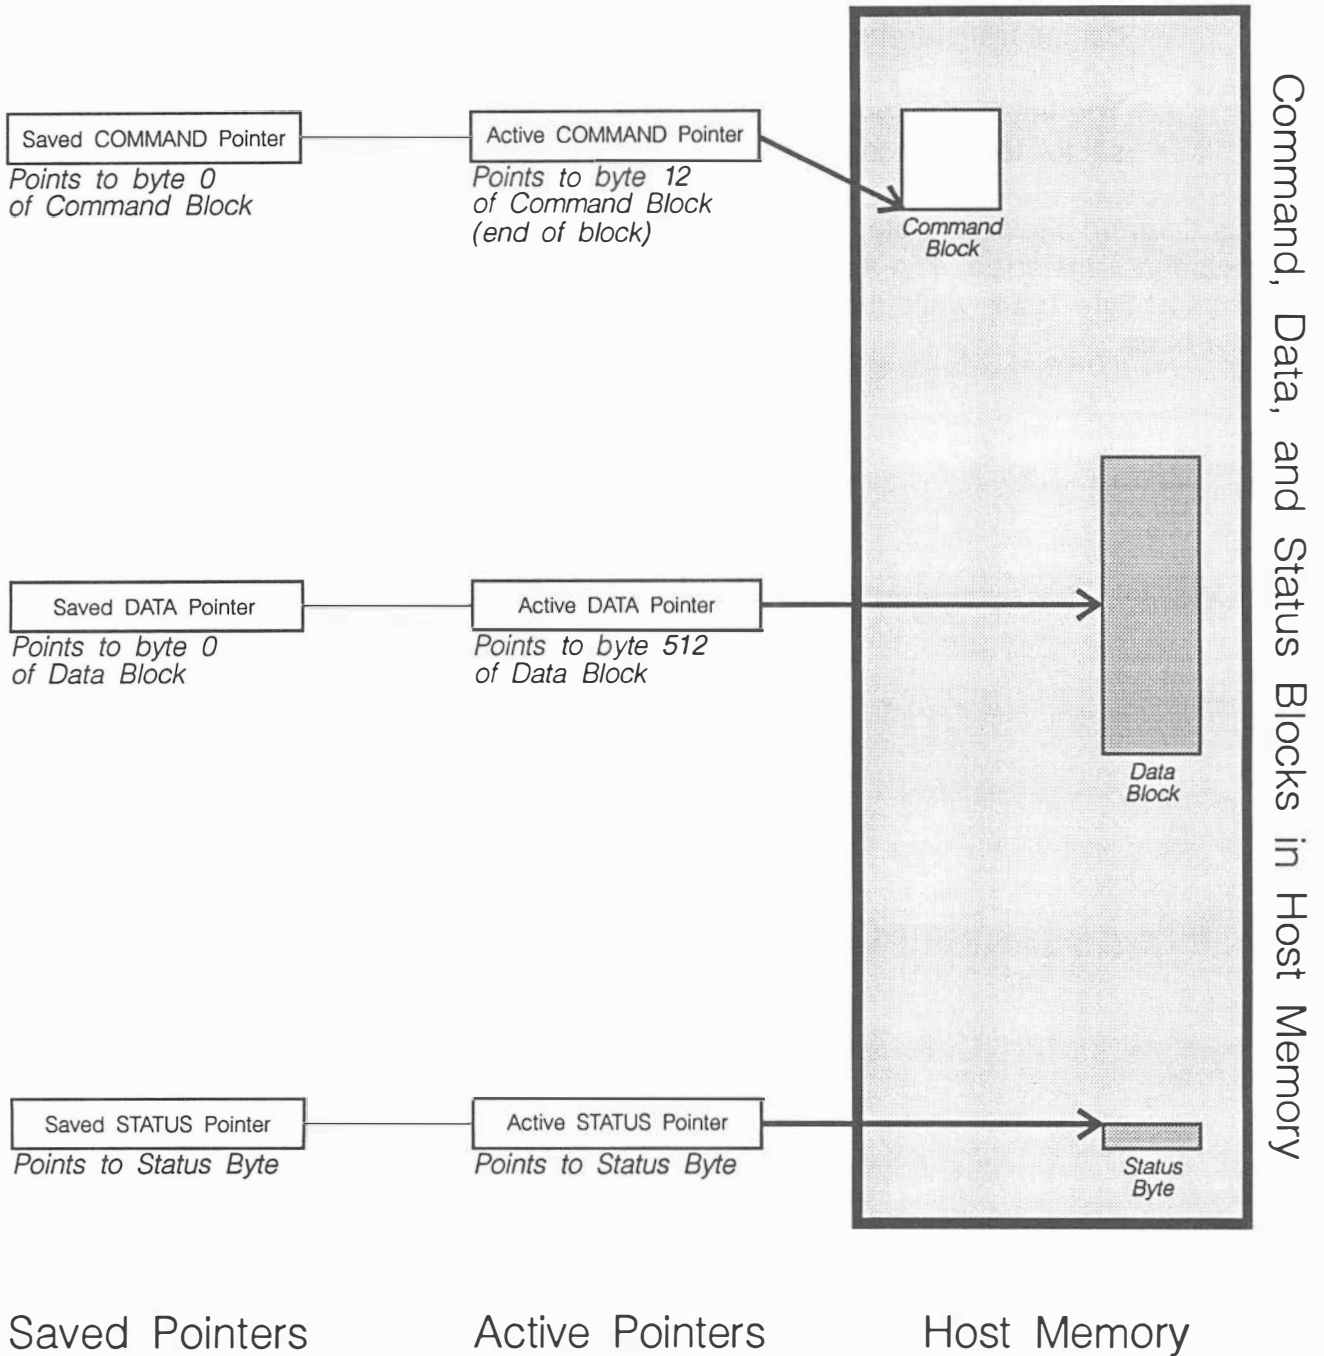 Saved COMMAND Pointer
Points to byte 0
of Command Block
Active COMMAND Pointer
Points to byte 12
of Command Block
(end of block)
Command
Block
Saved DATA Pointer
Points to byte 0
of Data Block
Active DATA Pointer
Points to byte 512
of Data Block
Data
Block
Saved STATUS Pointer
Points to Status Byte
Active STATUS Pointer
Points to Status Byte
Status
Byte
Command, Data, and Status Blocks in Host Memory
Saved Pointers
Active Pointers
Host Memory